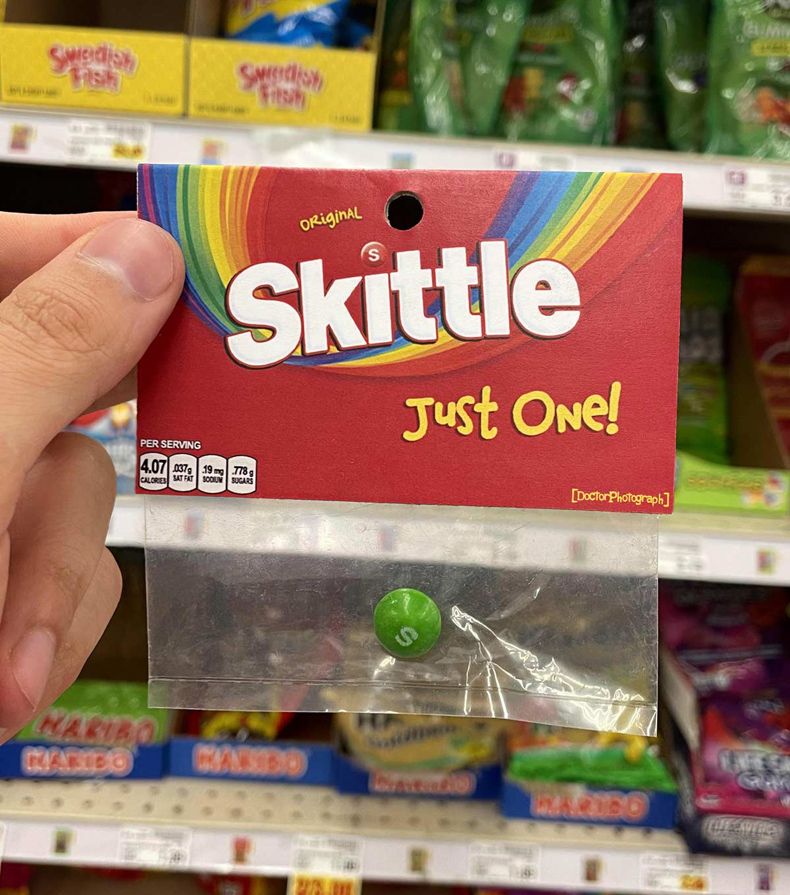 Swedish
Fish
Swedish
Fish
ORiginAL
S
Skittle
Just One!
PER SERVING
4.07
CALORIES
.037g
SAT FAT
.19 mg
SODIUM
.778 g
SUGARS
[DoctorPhotograph]
S
HARIBO
HARIBO
HARIBO
HARIBO
HARIBO